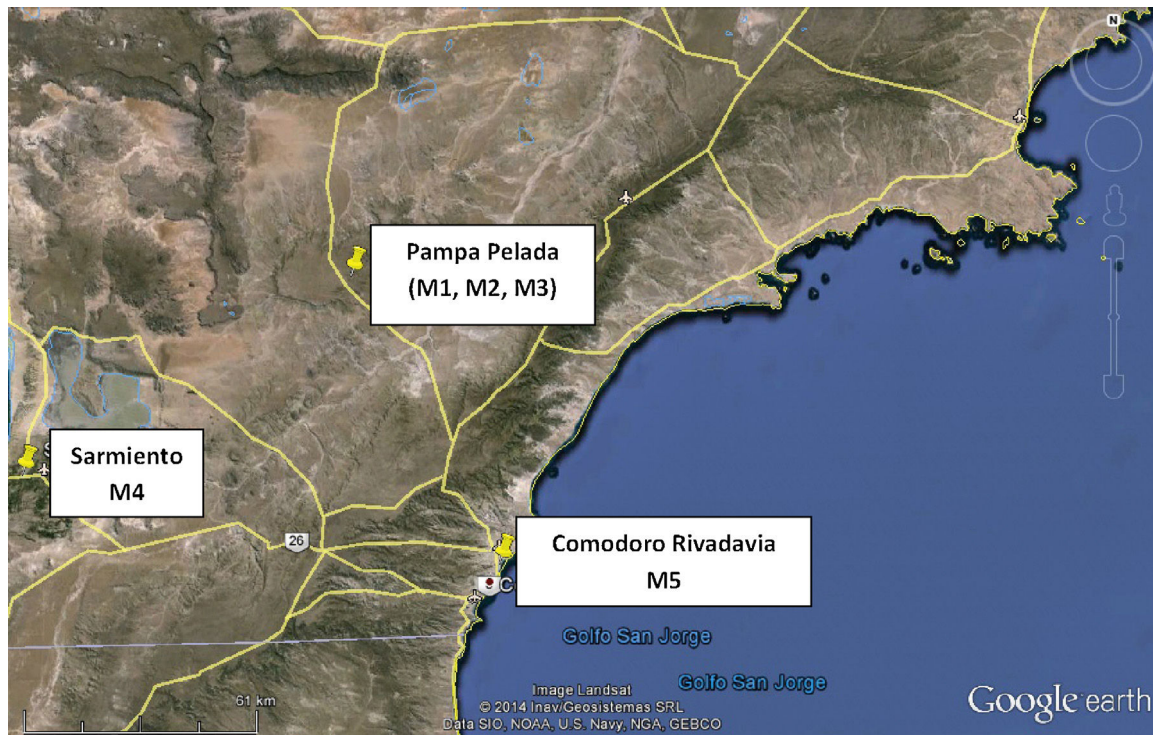 N
Pampa Pelada
(M1, M2, M3)
S
Sarmiento
M4
26
Comodoro Rivadavia
M5
C
Golfo San Jorge
Golfo San Jorge
61 km
Image Landsat
© 2014 Inav/Geosistemas SRL
Data SIO, NOAA, U.S. Navy, NGA, GEBCO
Google earth